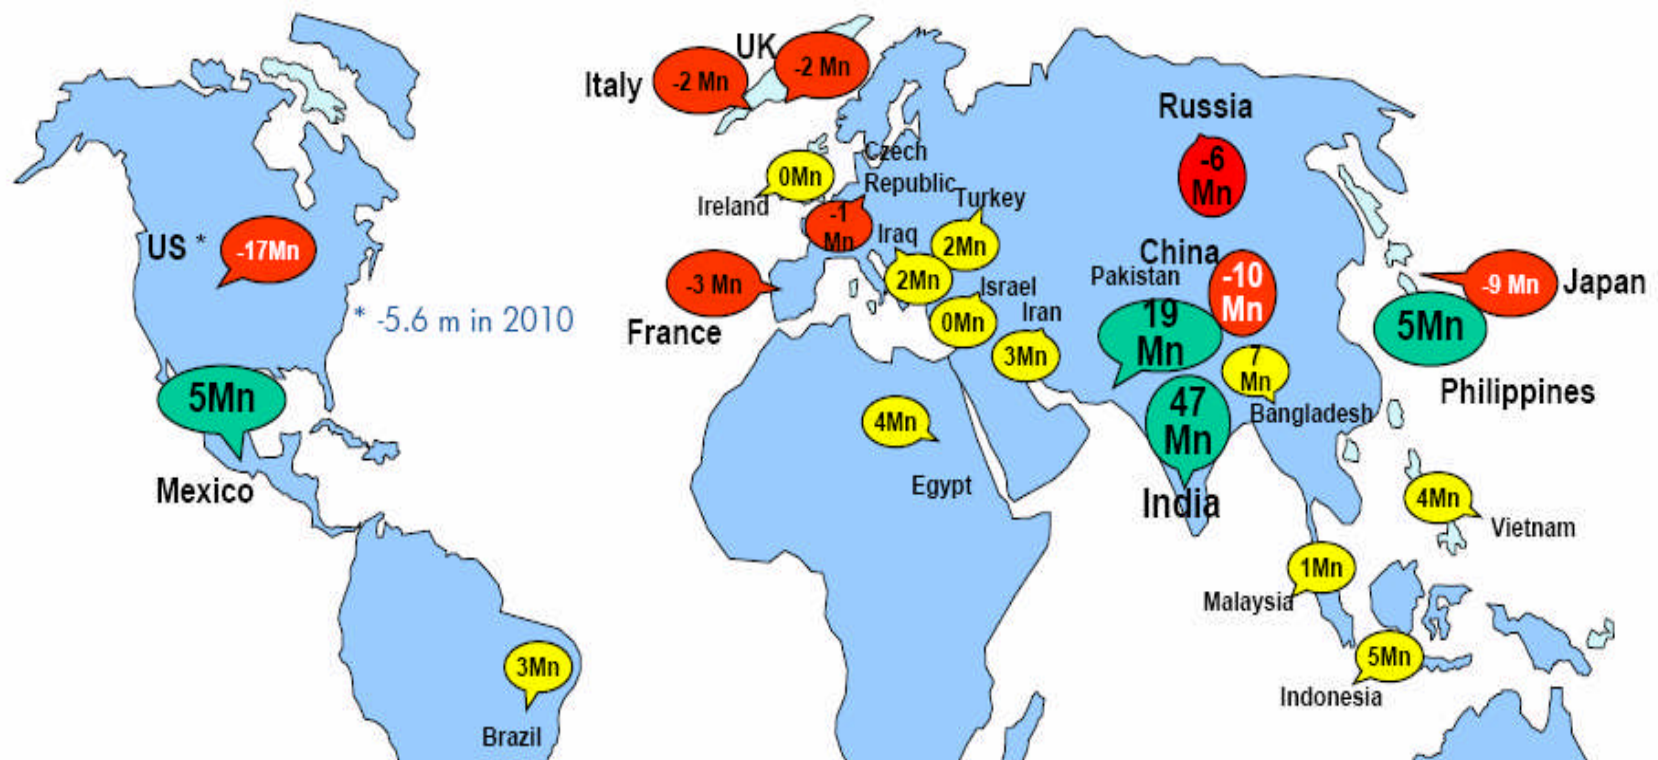 UK
-2 Mn
Italy
-2 Mn
Russia
-6
Mn
Czech
Republic
0Mn
Ireland
-1
Mn
Turkey
2Mn
Iraq
2Mn
US *
-17Mn
* -5.6 m in 2010
-3 Mn
France
Israel
0Mn
Iran
3Mn
China
-10
Mn
Pakistan
19
Mn
-9 Mn
Japan
5Mn
Philippines
7
Mn
Bangladesh
47
Mn
India
5Mn
Mexico
4Mn
Egypt
4Mn
Vietnam
1Mn
Malaysia
5Mn
Indonesia
3Mn
Brazil